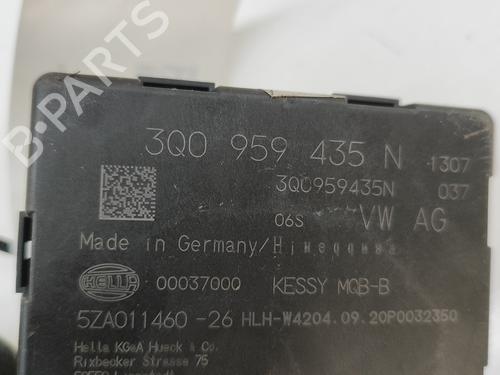 3Q0 959 435 N 1307
3Q0959435N 037
06S VW AG
Made in Germany/
HELLA 00037000 KESSY MQB-B
5ZA011460-26 HLH-W4204.09.20P0032350
Hella KGaA Hueck & Co.
Rixbecker Strasse 75
B-PARTS